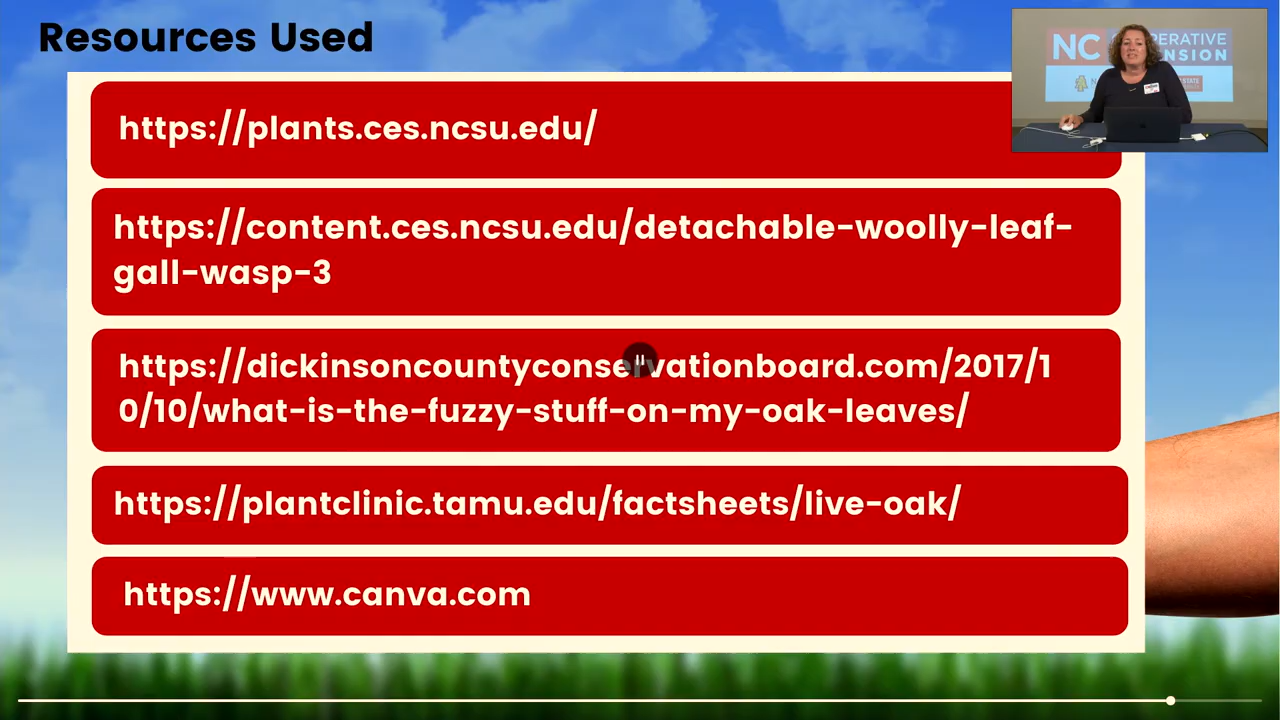 Resources Used
https://plants.ces.ncsu.edu/
https://content.ces.ncsu.edu/detachable-woolly-leaf-
gall-wasp-3
https://dickinsoncountyconservationboard.com/2017/1
0/10/what-is-the-fuzzy-stuff-on-my-oak-leaves/
https://plantclinic.tamu.edu/factsheets/live-oak/
https://www.canva.com
NC